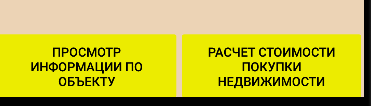 ПРОСМОТР
ИНФОРМАЦИИ ПО
ОБЪЕКТУ
РАСЧЕТ СТОИМОСТИ
ПОКУПКИ
НЕДВИЖИМОСТИ